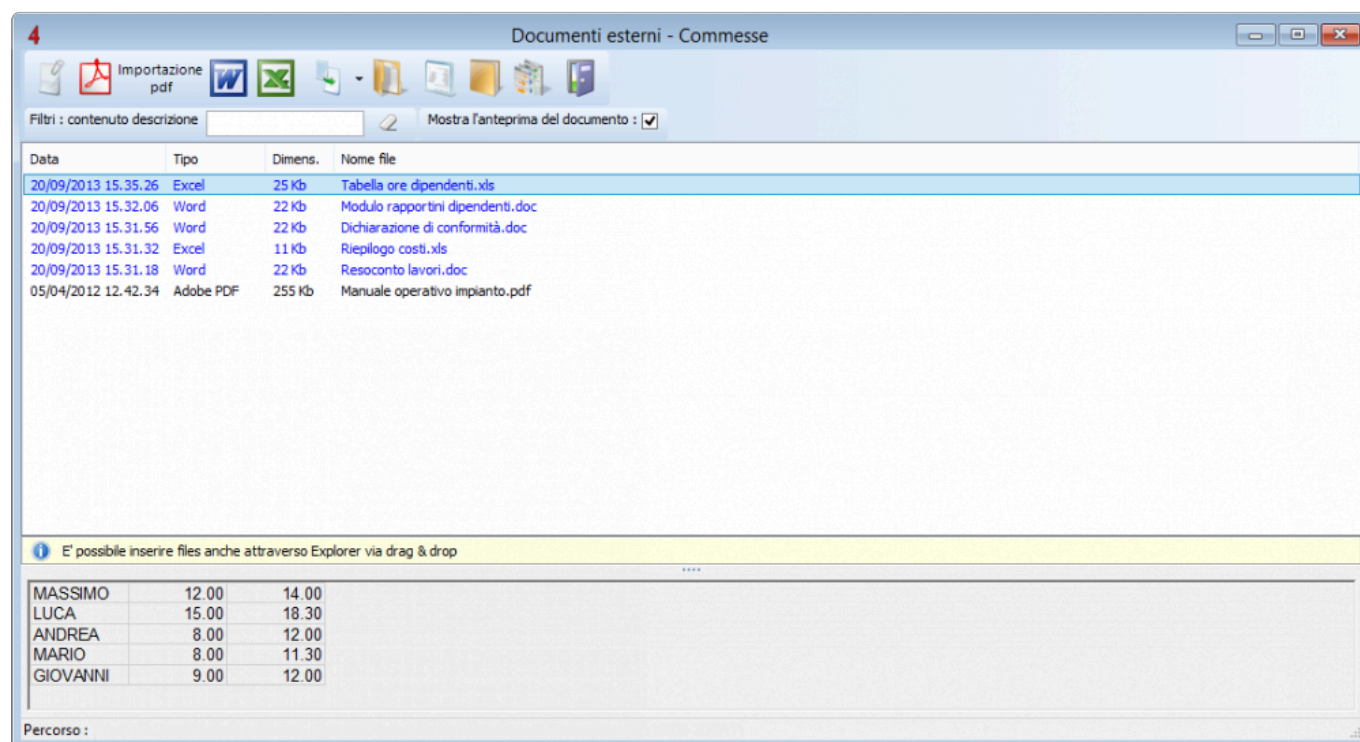 4 Documenti esterni - Commesse
Importazione
pdf
Filtri : contenuto descrizione Mostra l'anteprima del documento :
Data Tipo Dimens. Nome file
20/09/2013 15.35.26 Excel 25 Kb Tabella ore dipendenti.xls
20/09/2013 15.32.06 Word 22 Kb Modulo rapportini dipendenti.doc
20/09/2013 15.31.56 Word 22 Kb Dichiarazione di conformità.doc
20/09/2013 15.31.32 Excel 11 Kb Riepilogo costi.xls
20/09/2013 15.31.18 Word 22 Kb Resoconto lavori.doc
05/04/2012 12.42.34 Adobe PDF 255 Kb Manuale operativo impianto.pdf
E' possibile inserire files anche attraverso Explorer via drag & drop
MASSIMO 12.00 14.00
LUCA 15.00 18.30
ANDREA 8.00 12.00
MARIO 8.00 11.30
GIOVANNI 9.00 12.00
Percorso :